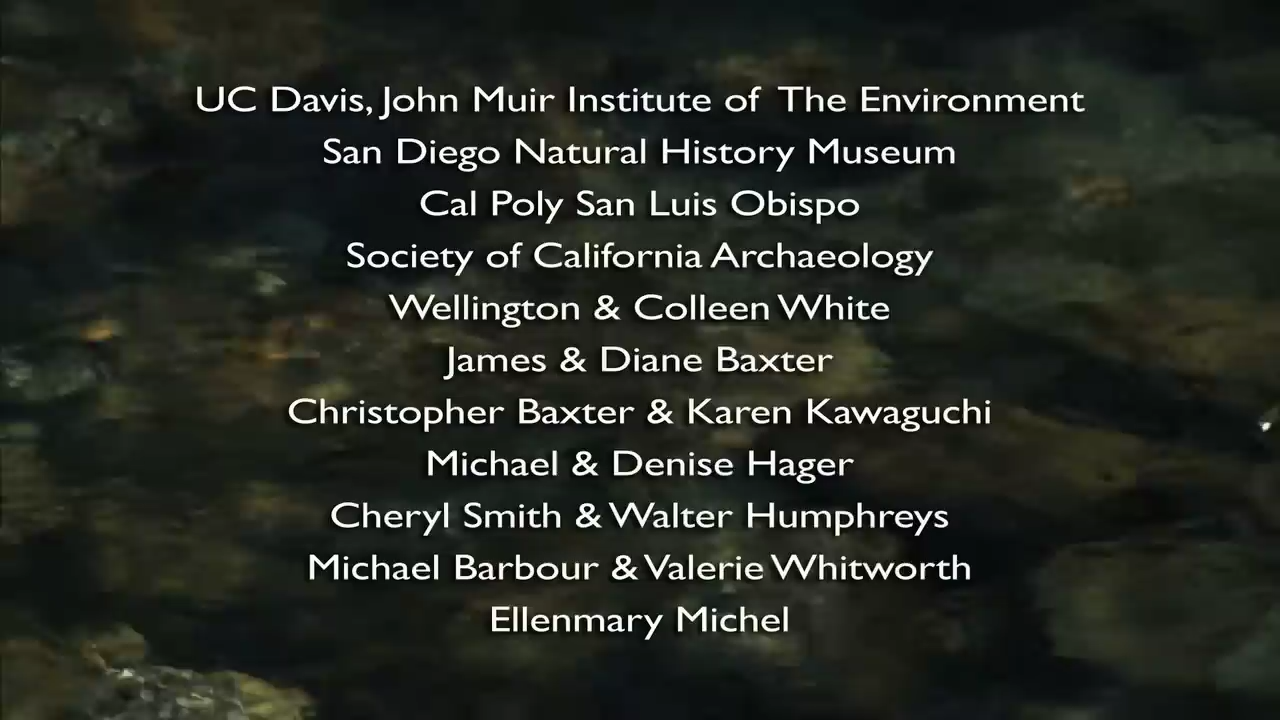 UC Davis, John Muir Institute of The Environment
San Diego Natural History Museum
Cal Poly San Luis Obispo
Society of California Archaeology
Wellington & Colleen White
James & Diane Baxter
Christopher Baxter & Karen Kawaguchi
Michael & Denise Hager
Cheryl Smith & Walter Humphreys
Michael Barbour & Valerie Whitworth
Ellenmary Michel